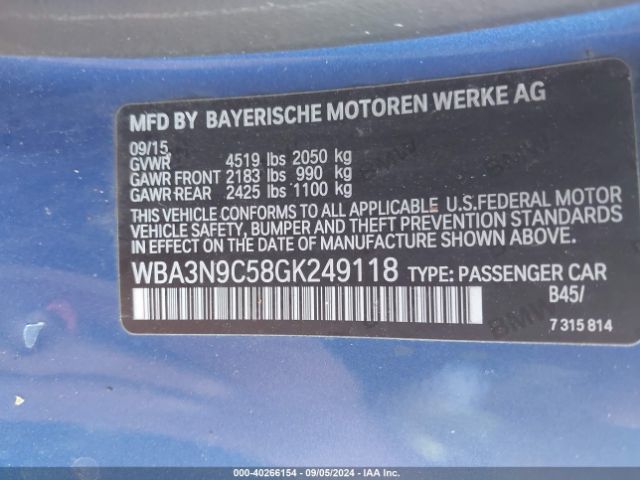 MFD BY BAYERISCHE MOTOREN WERKE AG
09/15
GVWR 4519 lbs 2050 kg
GAWR FRONT 2183 lbs 990 kg
GAWR REAR 2425 lbs 1100 kg
THIS VEHICLE CONFORMS TO ALL APPLICABLE U.S. FEDERAL MOTOR
VEHICLE SAFETY, BUMPER AND THEFT PREVENTION STANDARDS
IN EFFECT ON THE DATE OF MANUFACTURE SHOWN ABOVE:
WBA3N9C58GK249118 TYPE: PASSENGER CAR
B45/
7 315 814
BMW
000-40266154 - 09/05/2024 - IAA Inc.